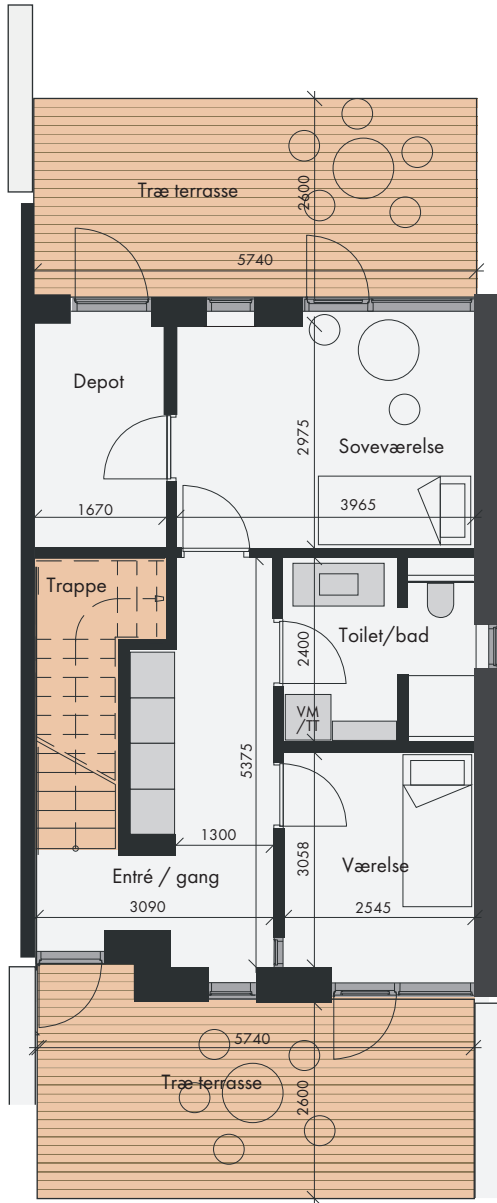 Træ terrasse
2600
5740
Depot
2975
Soveværelse
1670
3965
Trappe
Toilet/bad
2400
VM
/TT
5375
1300
3058
Entré / gang
Værelse
3090
2545
5740
Træ terrasse
2600